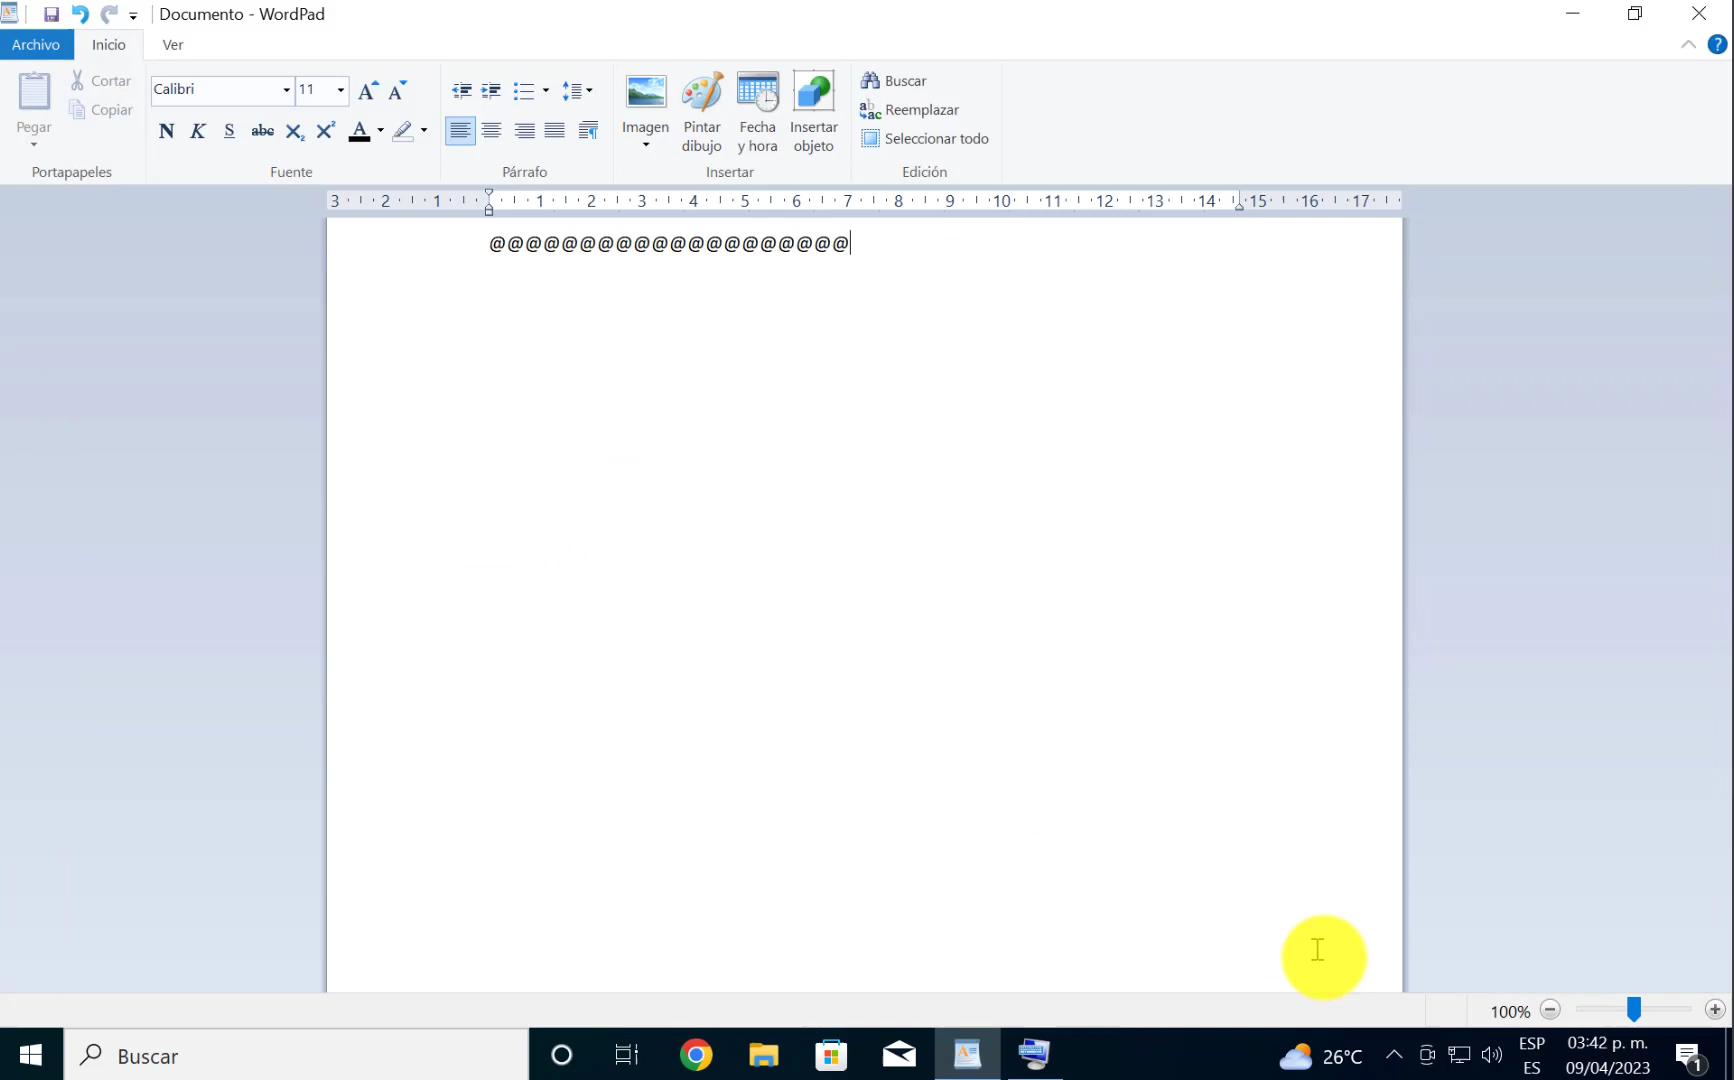 Documento - WordPad
Archivo Inicio Ver
Pegar
Cortar
Copiar
Portapapeles
Calibri 11
N K S abc X₂ X² A
Fuente
Párrafo
Imagen
Pintar dibujo
Fecha y hora
Insertar objeto
Insertar
Buscar
Reemplazar
Seleccionar todo
Edición
3 2 1 1 2 3 4 5 6 7 8 9 10 11 12 13 14 15 16 17
@@@@@@@@@@@@@@@@@@@@
100%
Buscar
26°C
ESP
ES
03:42 p. m.
09/04/2023
1